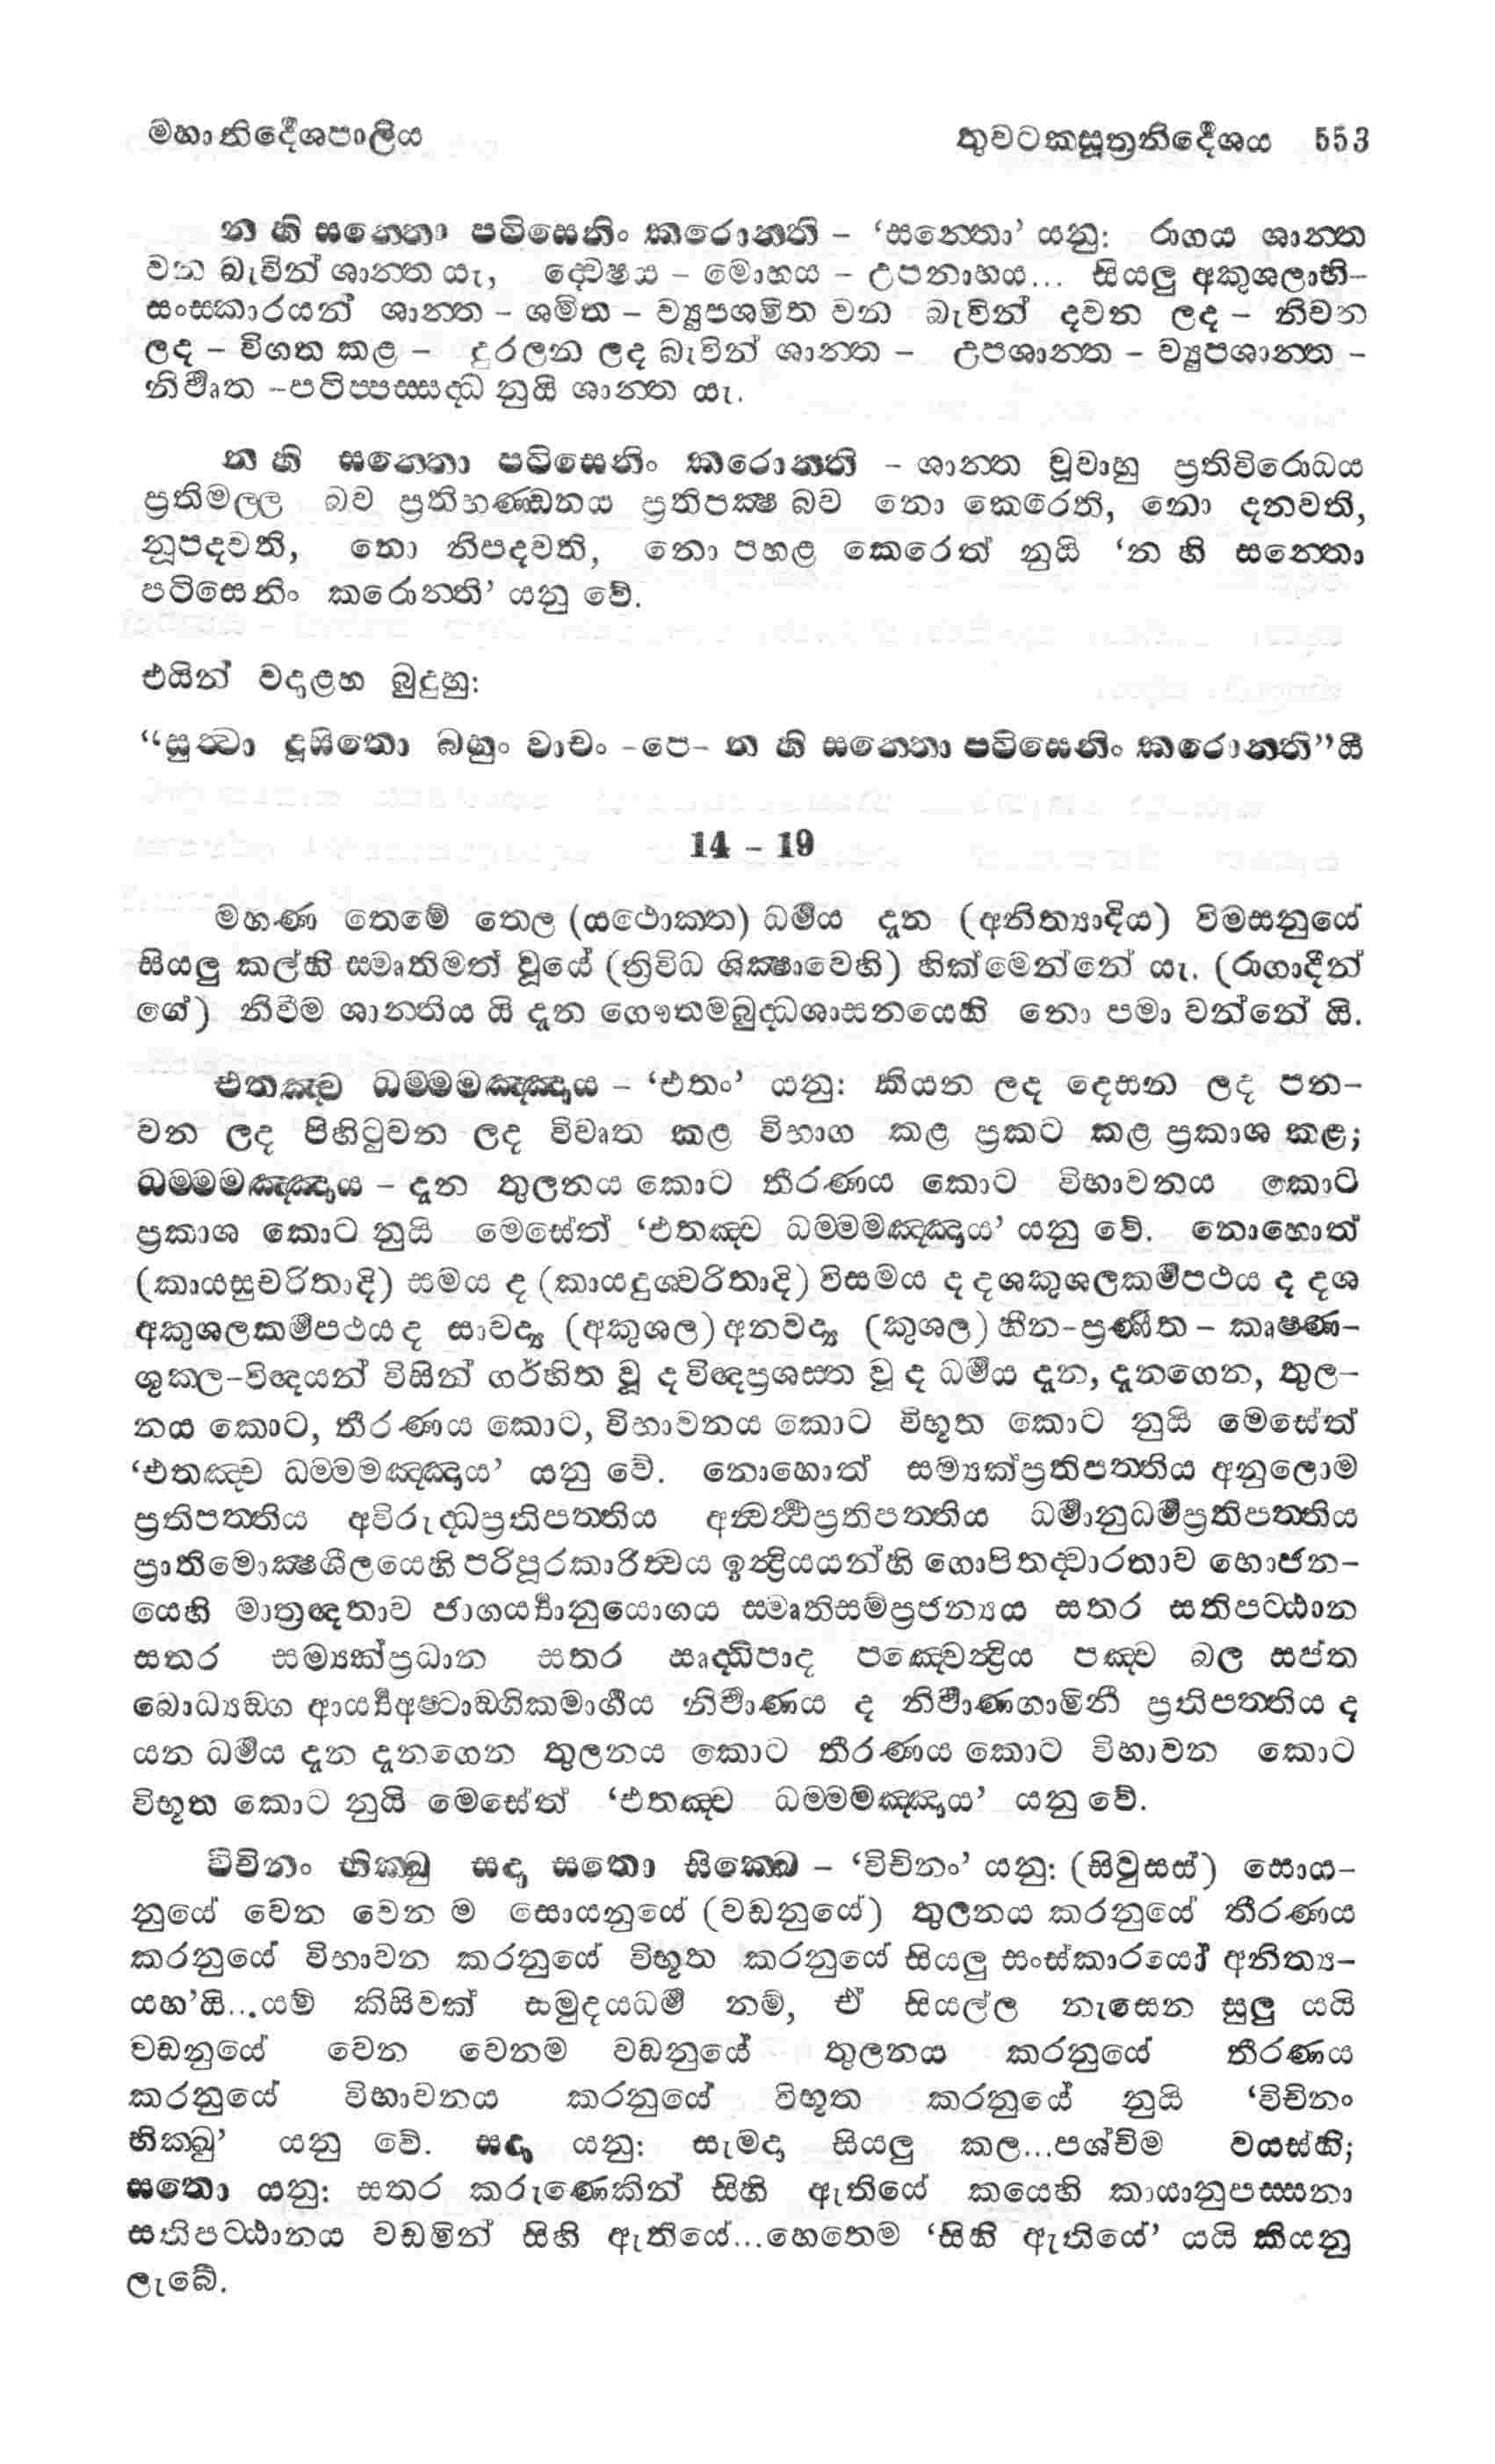 මහානිර්‍දේශපාලිය	තුවටකසූත්‍රනිර්‍දේශය 553
න හි සන්තො පටිසෙනිං කරොන්ති – ‘සන්තො’ යනු: රාගය ශාන්ත
වන බැවින් ශාන්ත යැ, ද්වෙෂය – මොහය – උපනාහය... සියලු අකුශලාභි-
සංස්කාරයන් ශාන්ත – ශමිත – ව්‍යුපශමිත වන බැවින් දවන ලද – නිවන
ලද – විගත කළ – දුරලන ලද බැවින් ශාන්ත – උපශාන්ත – ව්‍යුපශාන්ත –
නිර්‍වෘත –පටිප්පස්සද්ධ නුයි ශාන්ත යැ.
න හි සන්තො පටිසෙනිං කරොන්ති – ශාන්ත වූවාහු ප්‍රතිවිරොධය
ප්‍රතිමල්ල බව ප්‍රතිභණ්ඩනය ප්‍රතිපක්‍ෂ බව නො කෙරෙති, නො දනවති,
නූපදවති, නො නිපදවති, නො පහළ කෙරෙත් නුයි ‘න හි සන්තො
පටිසෙනිං කරොන්ති’ යනු වේ.
එයින් වදාළහ බුදුහු:
“සුත්‍වා දූසිතො බහුං වාචං –පෙ– න හි සන්තො පටිසෙනිං කරොන්ති”යි
14 – 19
මහණ තෙමේ තෙල (යථොක්ත) ධර්‍මය දැන (අනිත්‍යාදිය) විමසනුයේ
සියලු කල්හි සමෘතිමත් වූයේ (ත්‍රිවිධ ශික්‍ෂාවෙහි) හික්මෙන්නේ යැ. (රාගාදීන්
ගේ) නිවීම ශාන්තිය යි දැන ගෞතමබුද්ධශාසනයෙහි නො පමා වන්නේ යි.
එතඤ්ච ධම්මමඤ්ඤාය – ‘එතං’ යනු: කියන ලද දෙසන ලද පන-
වන ලද පිහිටුවන ලද විවෘත කළ විභාග කළ ප්‍රකට කළ ප්‍රකාශ කළ;
ධම්මමඤ්ඤාය – දැන තුලනය කොට තීරණය කොට විභාවනය කොට
ප්‍රකාශ කොට නුයි මෙසේත් ‘එතඤ්ච ධම්මමඤ්ඤාය’ යනු වේ. නොහොත්
(කායසුචරිතාදි) සමය ද (කායදුශ්චරිතාදි) විසමය ද දශකුශලකර්‍මපථය ද දශ
අකුශලකර්‍මපථය ද සාවද්‍ය (අකුශල) අනවද්‍ය (කුශල) හීන–ප්‍රණීත – කෘෂ්ණ–
ශුක්ල–විඥයන් විසින් ගර්හිත වූ ද විඥප්‍රශස්ත වූ ද ධර්‍මය දැන, දැනගෙන, තුල-
නය කොට, තීරණය කොට, විභාවනය කොට විභූත කොට නුයි මෙසේත්
‘එතඤ්ච ධම්මමඤ්ඤාය’ යනු වේ. නොහොත් සම්‍යක්ප්‍රතිපත්තිය අනුලොම
ප්‍රතිපත්තිය අවිරුද්ධප්‍රතිපත්තිය අන්වර්‍ථප්‍රතිපත්තිය ධර්‍මානුධර්‍මප්‍රතිපත්තිය
ප්‍රාතිමොක්‍ෂශීලයෙහි පරිපූරකාරිත්‍වය ඉන්‍ද්‍රියයන්හි ගොපිතද්වාරතාව භොජන-
යෙහි මාත්‍රඥතාව ජාගර්‍ය්‍යානුයොගය සමෘතිසම්ප්‍රජන්‍යය සතර සතිපට්ඨාන
සතර සම්‍යක්ප්‍රධාන සතර සෘද්ධිපාද පඤ්චෙන්‍ද්‍රිය පඤ්ච බල සප්ත
බොධ්‍යඞ්ග ආර්‍ය්‍යඅෂ්ටාඞ්ගිකමාර්‍ගය නිර්‍වාණය ද නිර්‍වාණගාමිනී ප්‍රතිපත්තිය ද
යන ධර්‍මය දැන දැනගෙන තුලනය කොට තීරණය කොට විභාවන කොට
විභූත කොට නුයි මෙසේත් ‘එතඤ්ච ධම්මමඤ්ඤාය’ යනු වේ.
විචිනං භික්ඛු සදා සතො සික්ඛෙ – ‘විචිනං’ යනු: (සිවුසස්) සොය-
නුයේ වෙන වෙන ම සොයනුයේ (වඩනුයේ) තුලනය කරනුයේ තීරණය
කරනුයේ විභාවන කරනුයේ විභූත කරනුයේ සියලු සංස්කාරයෝ අනිත්‍ය-
යහ’යි...යම් කිසිවක් සමුදයධර්‍ම නම්, ඒ සියල්ල නැසෙන සුලු යයි
වඩනුයේ වෙන වෙනම වඩනුයේ තුලනය කරනුයේ තීරණය
කරනුයේ විභාවනය කරනුයේ විභූත කරනුයේ නුයි ‘විචිනං
භික්ඛු’ යනු වේ. සදා යනු: සැමදා සියලු කල...පශ්චිම වයස්හි;
සතො යනු: සතර කරුණෙකින් සිහි ඇතියේ කයෙහි කායානුපස්සනා
සතිපට්ඨානය වඩමින් සිහි ඇතියේ...හෙතෙම ‘සිහි ඇතියේ’ යයි කියනු
ලැබේ.